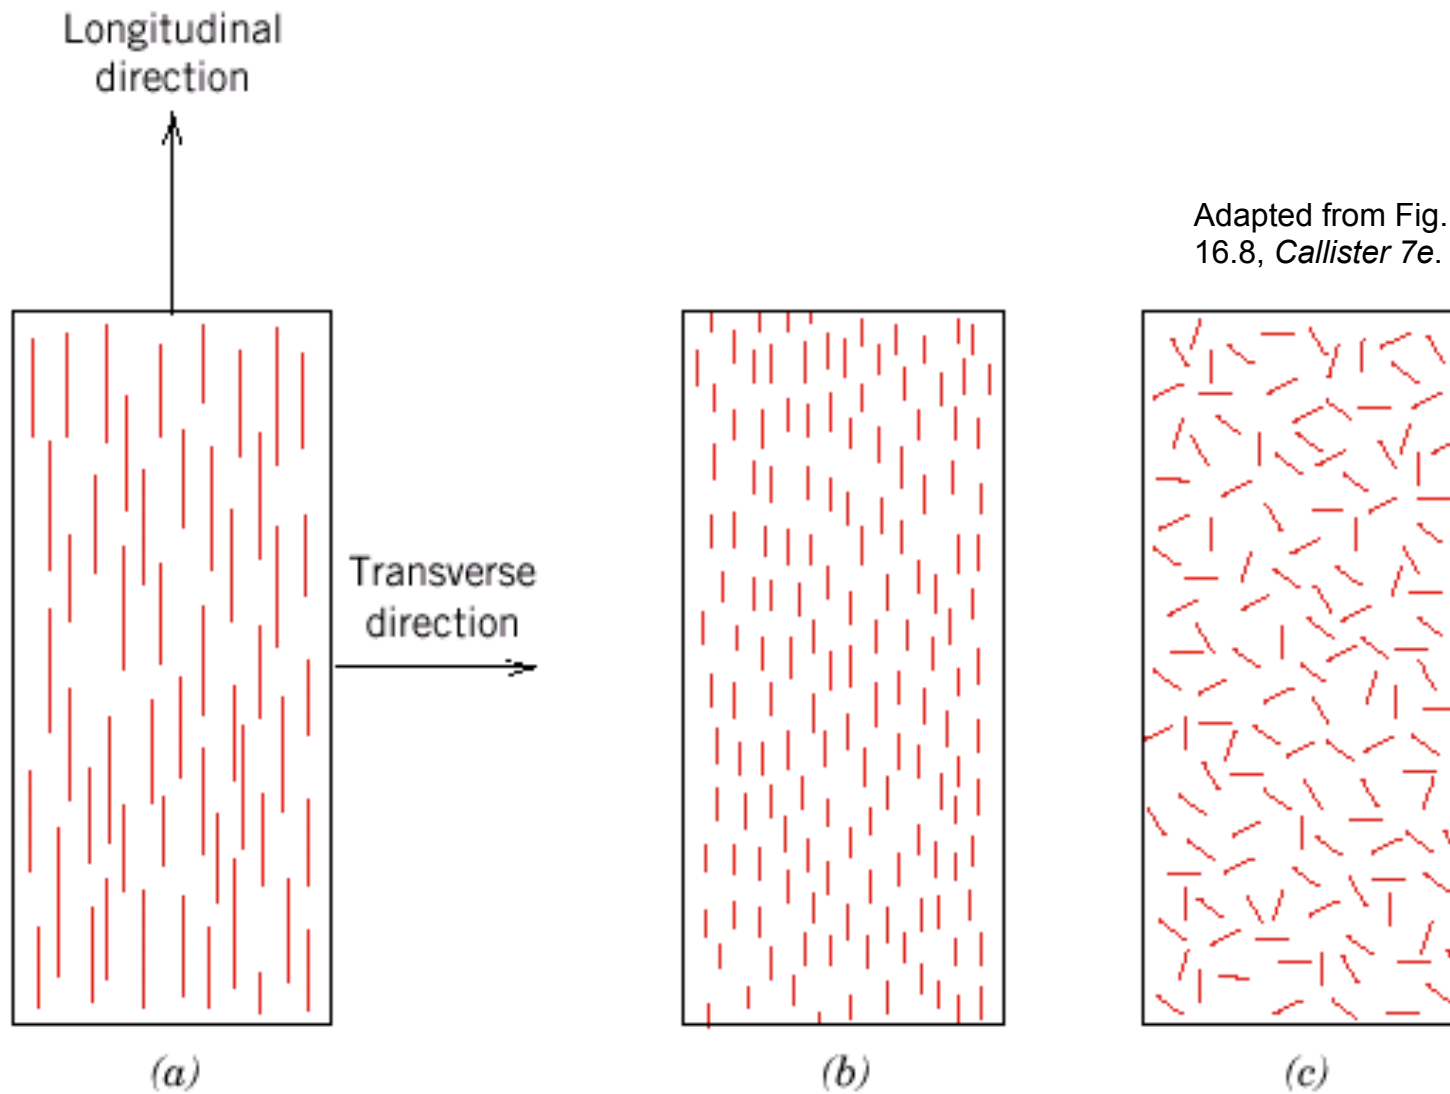 Longitudinal
direction
Adapted from Fig.
16.8, Callister 7e.
Transverse
direction
(a)
(b)
(c)